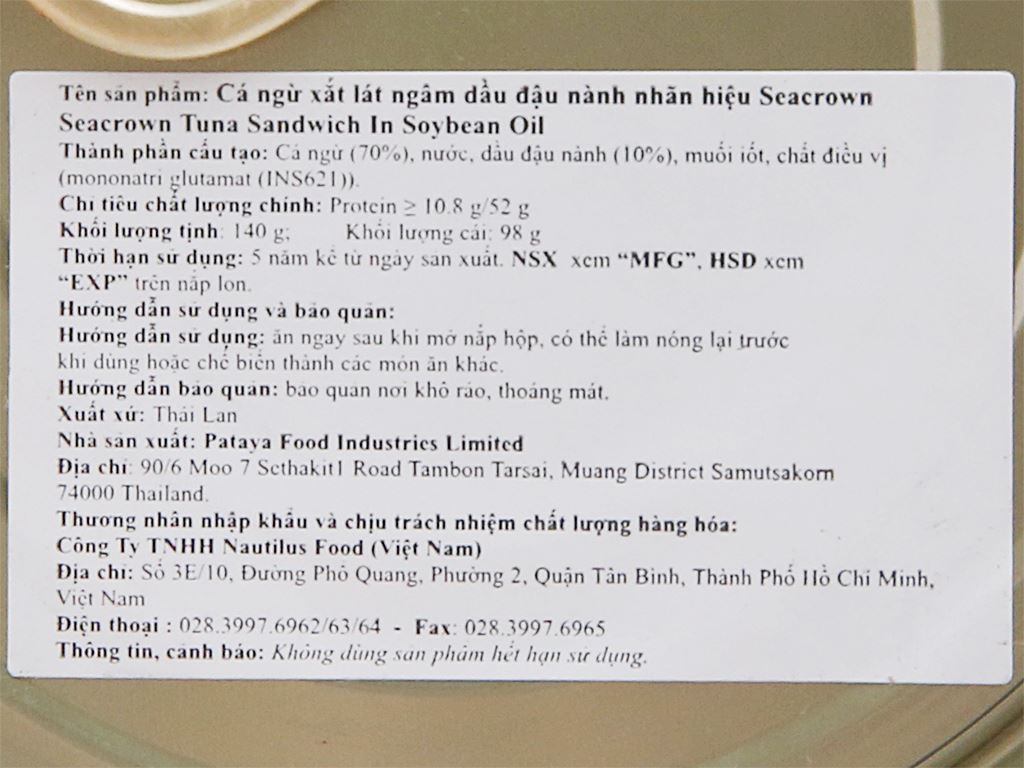 Tên sản phẩm: Cá ngừ xắt lát ngâm dầu đậu nành nhãn hiệu Seacrown
Seacrown Tuna Sandwich In Soybean Oil
Thành phần cấu tạo: Cá ngừ (70%), nước, dầu đậu nành (10%), muối iốt, chất điều vị
(mononatri glutamat (INS621)).
Chỉ tiêu chất lượng chính: Protein ≥ 10.8 g/52 g
Khối lượng tịnh: 140 g; Khối lượng cái: 98 g
Thời hạn sử dụng: 5 năm kể từ ngày sản xuất. NSX xem “MFG”, HSD xem
“EXP” trên nắp lon.
Hướng dẫn sử dụng và bảo quản:
Hướng dẫn sử dụng: ăn ngay sau khi mở nắp hộp, có thể làm nóng lại trước
khi dùng hoặc chế biến thành các món ăn khác.
Hướng dẫn bảo quản: bảo quản nơi khô ráo, thoáng mát.
Xuất xứ: Thái Lan
Nhà sản xuất: Pataya Food Industries Limited
Địa chỉ: 90/6 Moo 7 Sethakit1 Road Tambon Tarsai, Muang District Samutsakorn
74000 Thailand.
Thương nhân nhập khẩu và chịu trách nhiệm chất lượng hàng hóa:
Công Ty TNHH Nautilus Food (Việt Nam)
Địa chỉ: Số 3E/10, Đường Phổ Quang, Phường 2, Quận Tân Bình, Thành Phố Hồ Chí Minh,
Việt Nam
Điện thoại : 028.3997.6962/63/64 - Fax: 028.3997.6965
Thông tin, cảnh báo: Không dùng sản phẩm hết hạn sử dụng.